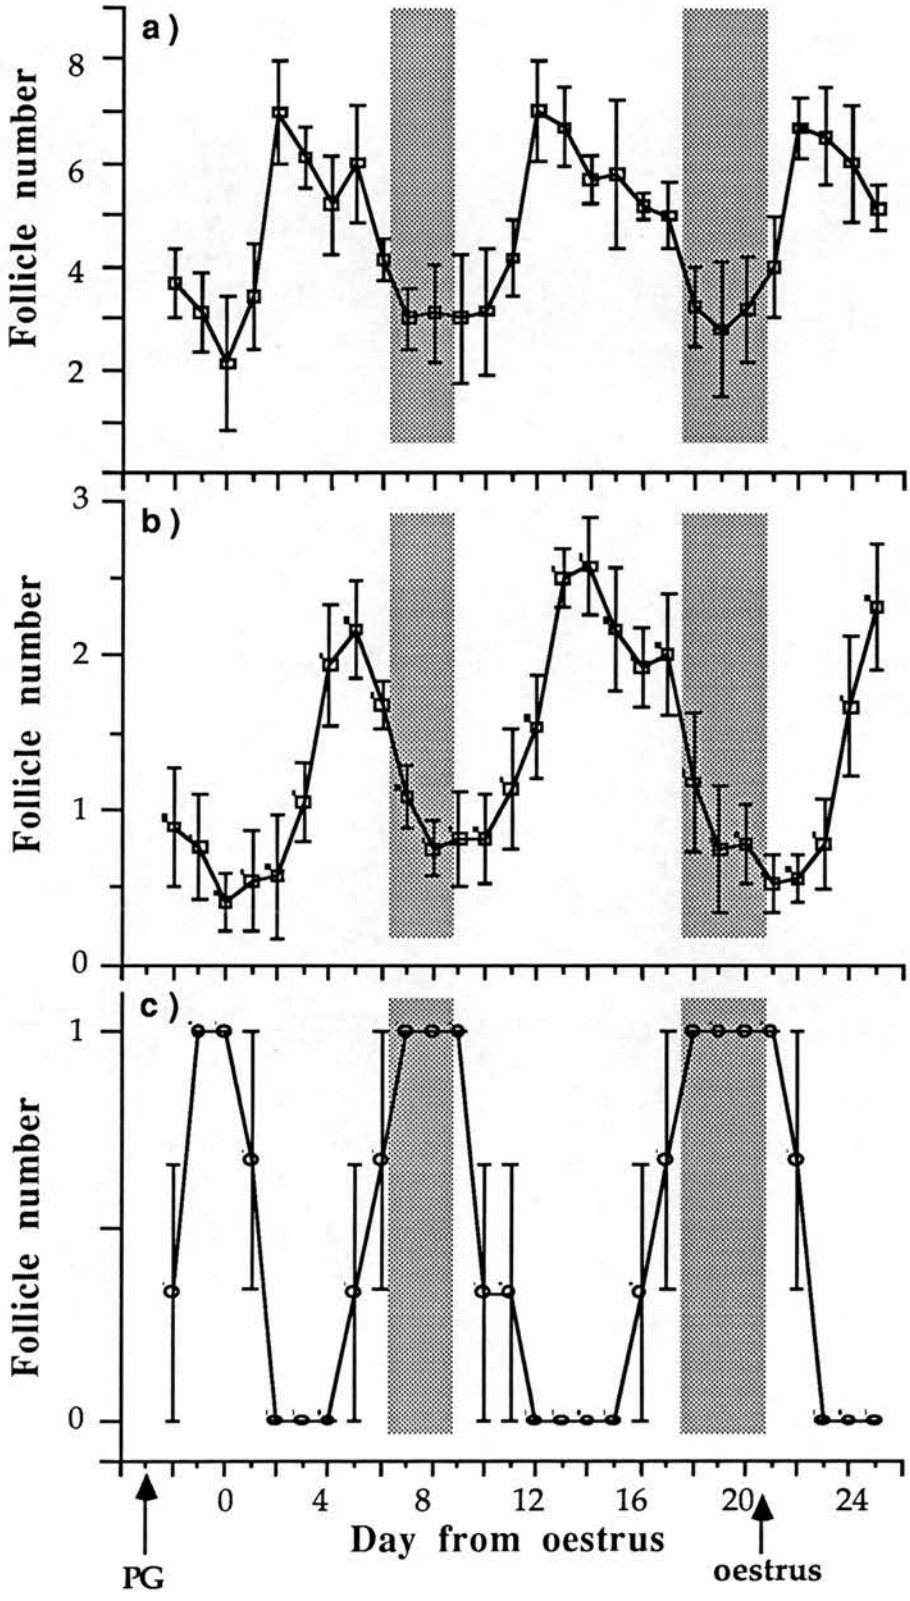 a)
Follicle number
8
6
4
2
b)
Follicle number
3
2
1
0
c)
Follicle number
1
0
0 4 8 12 16 20 24
Day from oestrus
PG
oestrus